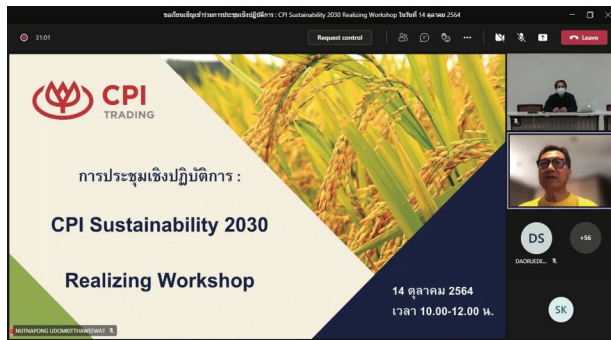 ขอเรียนเชิญเข้าร่วมการประชุมเชิงปฏิบัติการ : CPI Sustainability 2030 Realizing Workshop ในวันที่ 14 ตุลาคม 2564
31:01
Request control
Leave
CPI
TRADING
การประชุมเชิงปฏิบัติการ :
CPI Sustainability 2030
Realizing Workshop
14 ตุลาคม 2564
เวลา 10.00-12.00 น.
DS
+56
DAORUEDE...
SK
NUTNAPONG UDOMIOTTHAWEEWAT